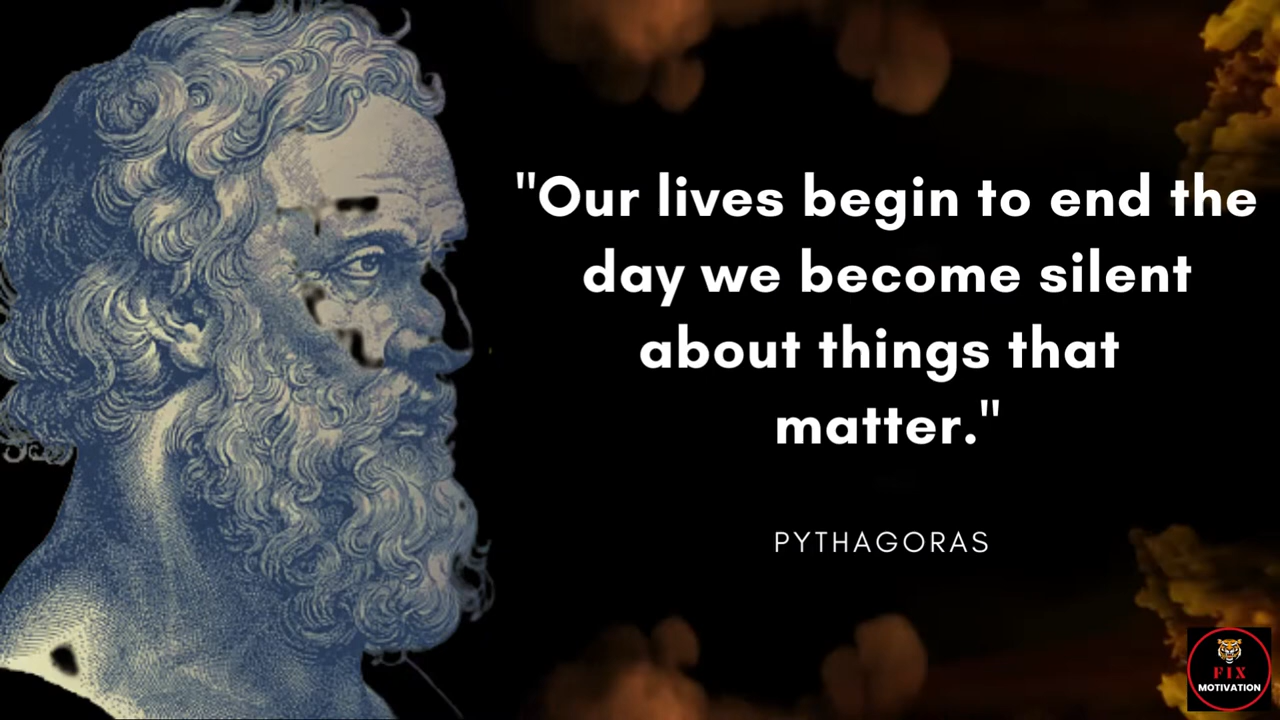 "Our lives begin to end the
day we become silent
about things that
matter."
PYTHAGORAS
FIX
MOTIVATION